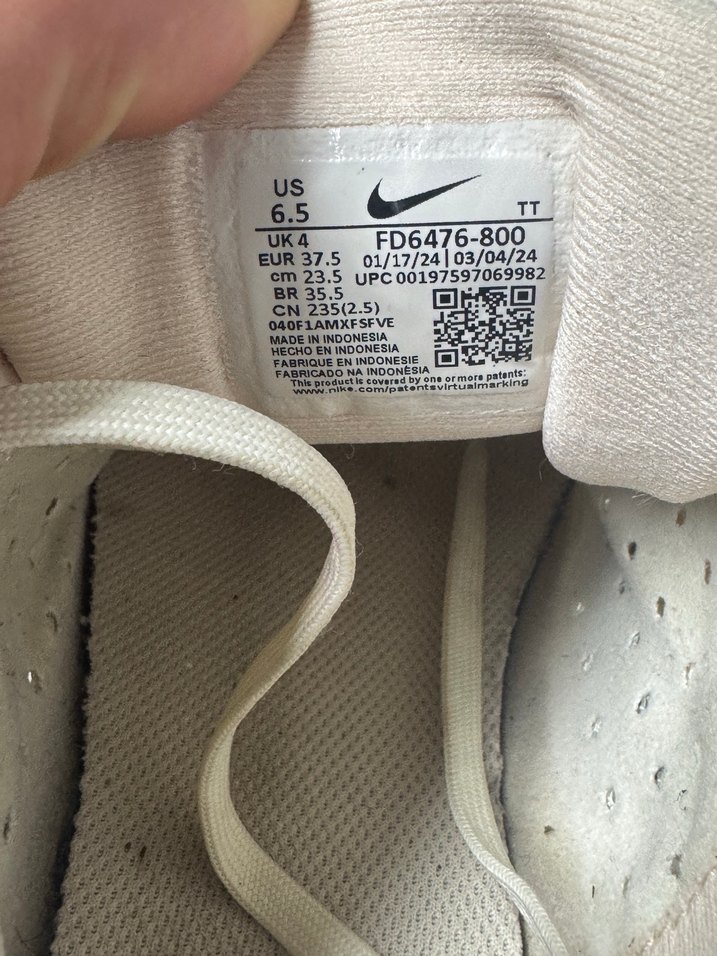 US
6.5
TT
UK 4
FD6476-800
EUR 37.5
01/17/24 | 03/04/24
cm 23.5
UPC 00197597069982
BR 35.5
CN 235(2.5)
040F1AMXFSFVE
MADE IN INDONESIA
HECHO EN INDONESIA
FABRIQUE EN INDONESIE
FABRICADO NA INDONÉSIA
This product is covered by one or more patents:
www.nike.com/patentsvirtualmarking